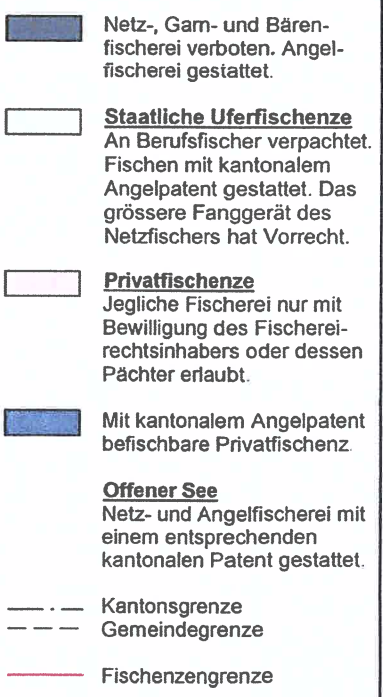 Netz-, Garn- und Bären-
fischerei verboten. Angel-
fischerei gestattet.
Staatliche Uferfischenze
An Berufsfischer verpachtet.
Fischen mit kantonalem
Angelpatent gestattet. Das
grössere Fanggerät des
Netzfischers hat Vorrecht.
Privatfischenze
Jegliche Fischerei nur mit
Bewilligung des Fischerei-
rechtsinhabers oder dessen
Pächter erlaubt.
Mit kantonalem Angelpatent
befischbare Privatfischenz.
Offener See
Netz- und Angelfischerei mit
einem entsprechenden
kantonalen Patent gestattet.
Kantonsgrenze
Gemeindegrenze
Fischenzengrenze